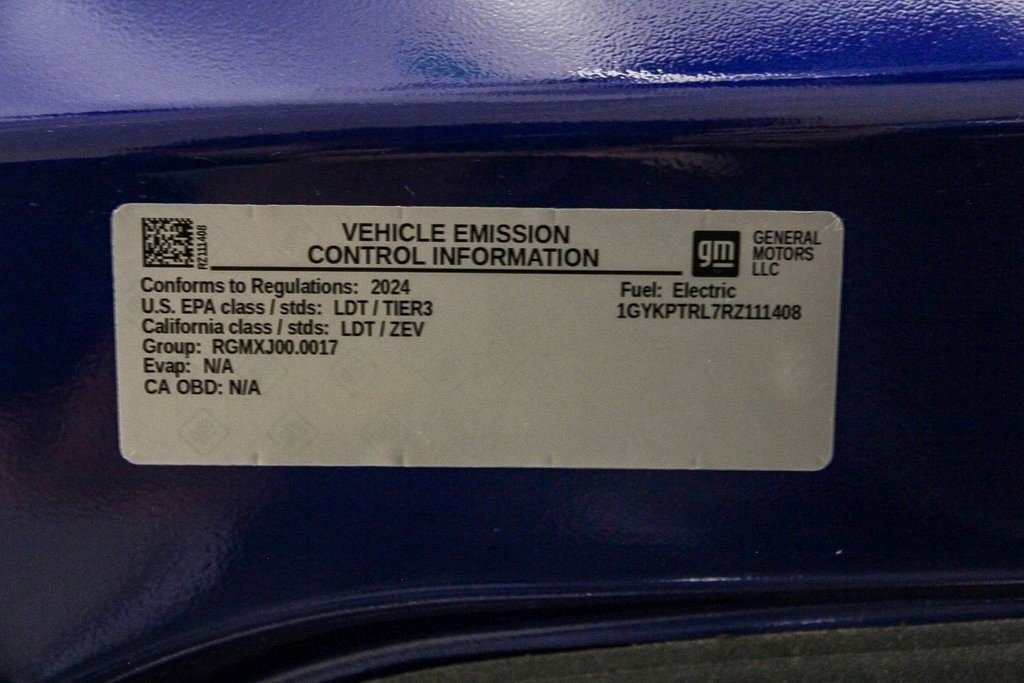 VEHICLE EMISSION
CONTROL INFORMATION
RZ111408
gm
GENERAL
MOTORS
LLC
Conforms to Regulations: 2024
U.S. EPA class / stds: LDT / TIER3
California class / stds: LDT / ZEV
Group: RGMXJ00.0017
Evap: N/A
CA OBD: N/A
Fuel: Electric
1GYKPTRL7RZ111408